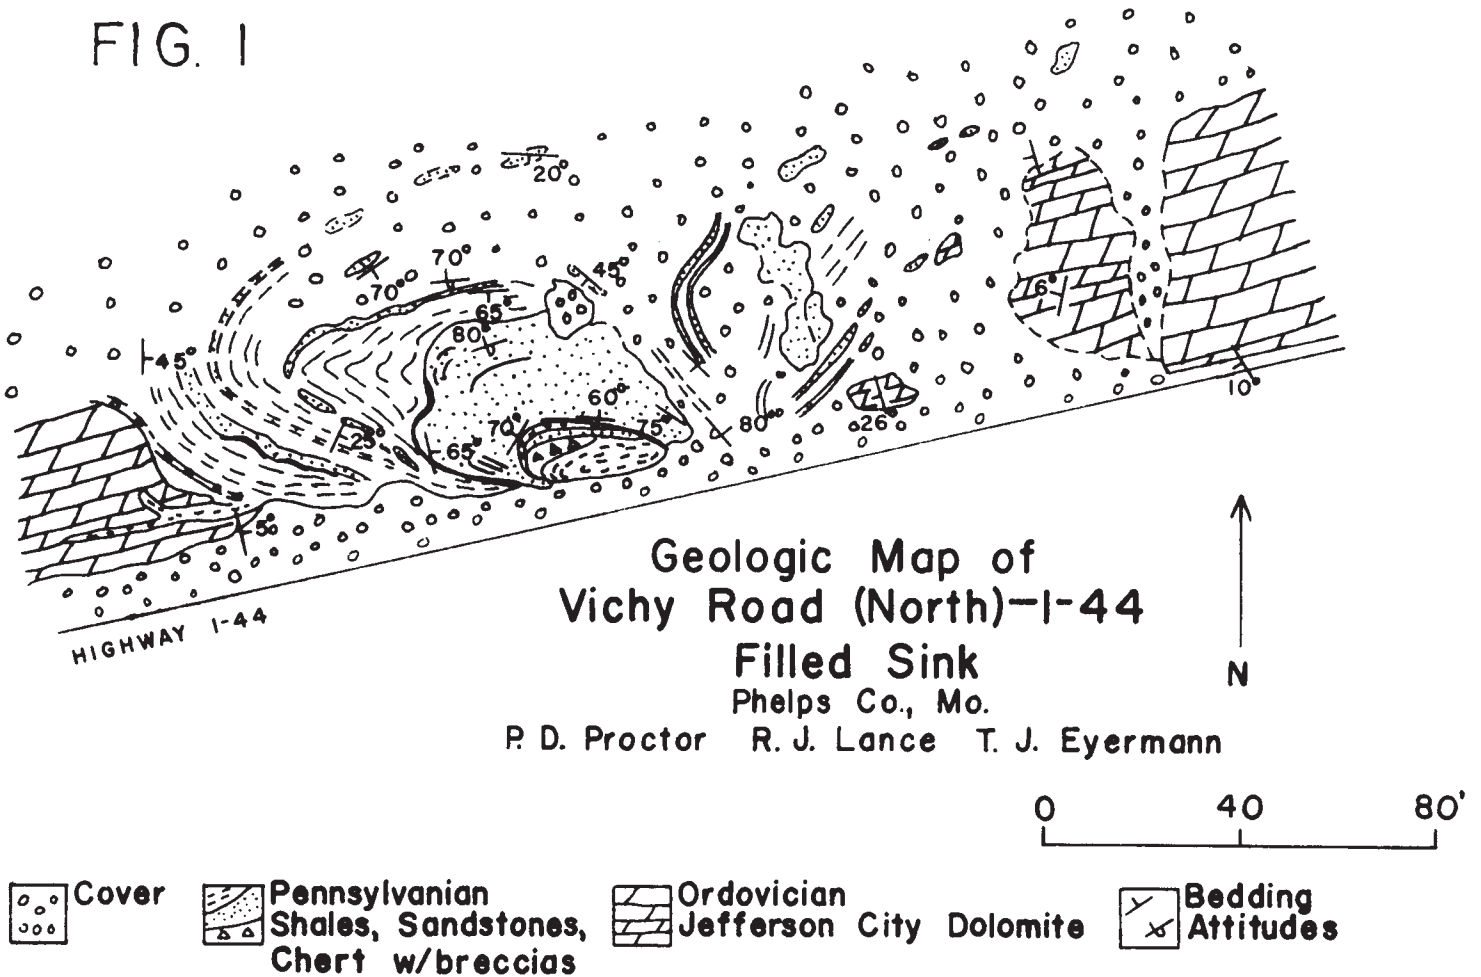 FIG. 1
20°
70°
70°
45°
65°
80°
45°
60°
70°
75°
80°
25°
65°
26°
6°
10°
5°
HIGHWAY I-44
Geologic Map of
Vichy Road (North)-I-44
Filled Sink
Phelps Co., Mo.
P. D. Proctor R. J. Lance T. J. Eyermann
N
0 40 80'
Cover
Pennsylvanian
Shales, Sandstones,
Chert w/breccias
Ordovician
Jefferson City Dolomite
Bedding
Attitudes